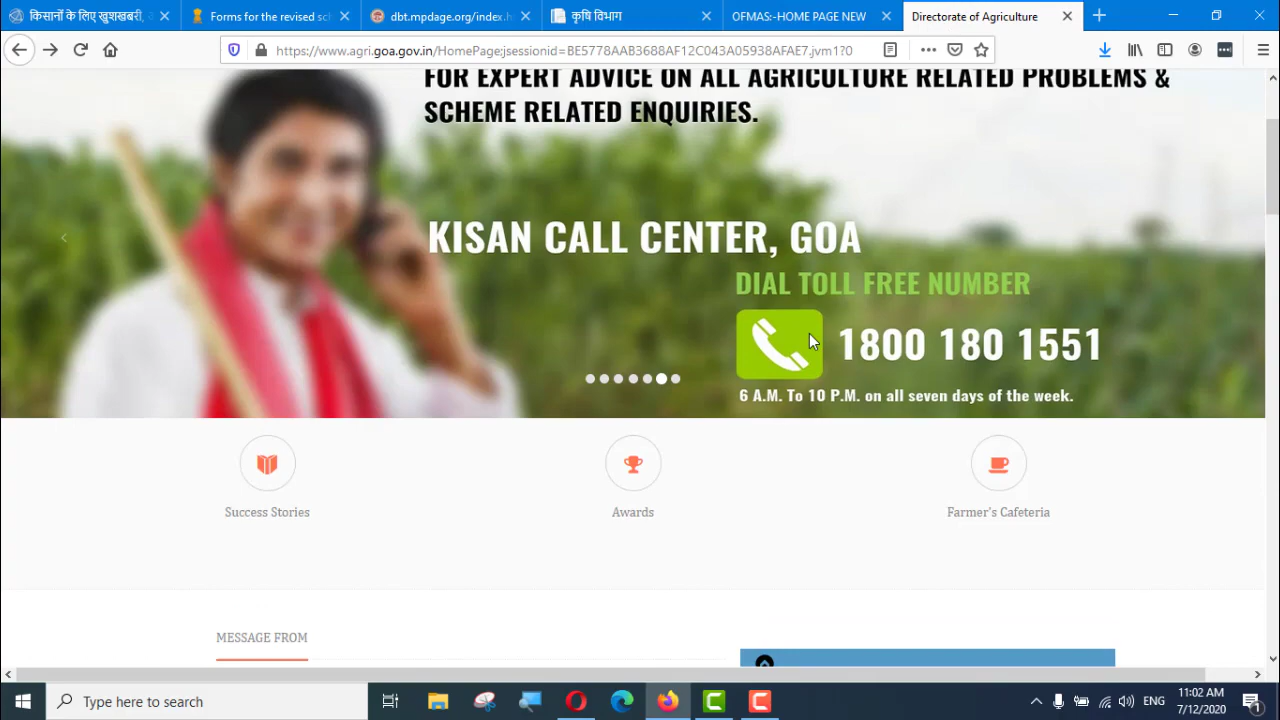 किसानों के लिए खुशखबरी,
Forms for the revised sch
dbt.mpdage.org/index.h
कृषि विभाग
OFMAS:-HOME PAGE NEW
Directorate of Agriculture
https://www.agri.goa.gov.in/HomePage;jsessionid=BE5778AAB3688AF12C043A05938AFAE7.jvm1?0
FOR EXPERT ADVICE ON ALL AGRICULTURE RELATED PROBLEMS &
SCHEME RELATED ENQUIRIES.
KISAN CALL CENTER, GOA
DIAL TOLL FREE NUMBER
1800 180 1551
6 A.M. To 10 P.M. on all seven days of the week.
Success Stories
Awards
Farmer's Cafeteria
MESSAGE FROM
Type here to search
ENG
11:02 AM
7/12/2020
1